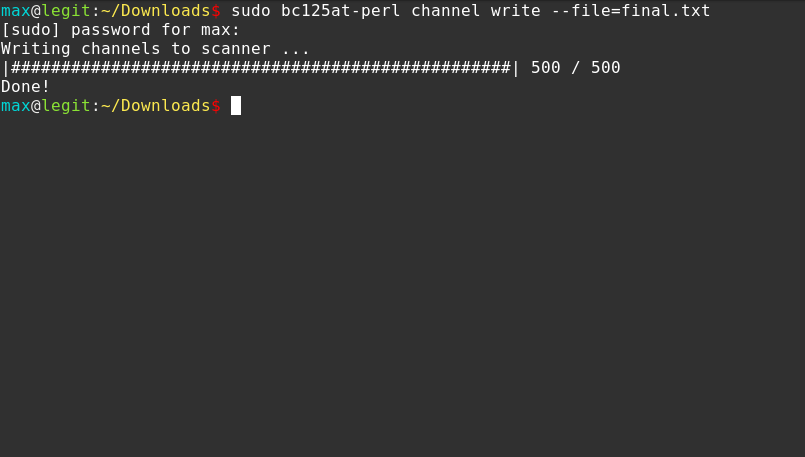 max@legit:~/Downloads$ sudo bc125at-perl channel write --file=final.txt
[sudo] password for max:
Writing channels to scanner ...
|##################################################| 500 / 500
Done!
max@legit:~/Downloads$